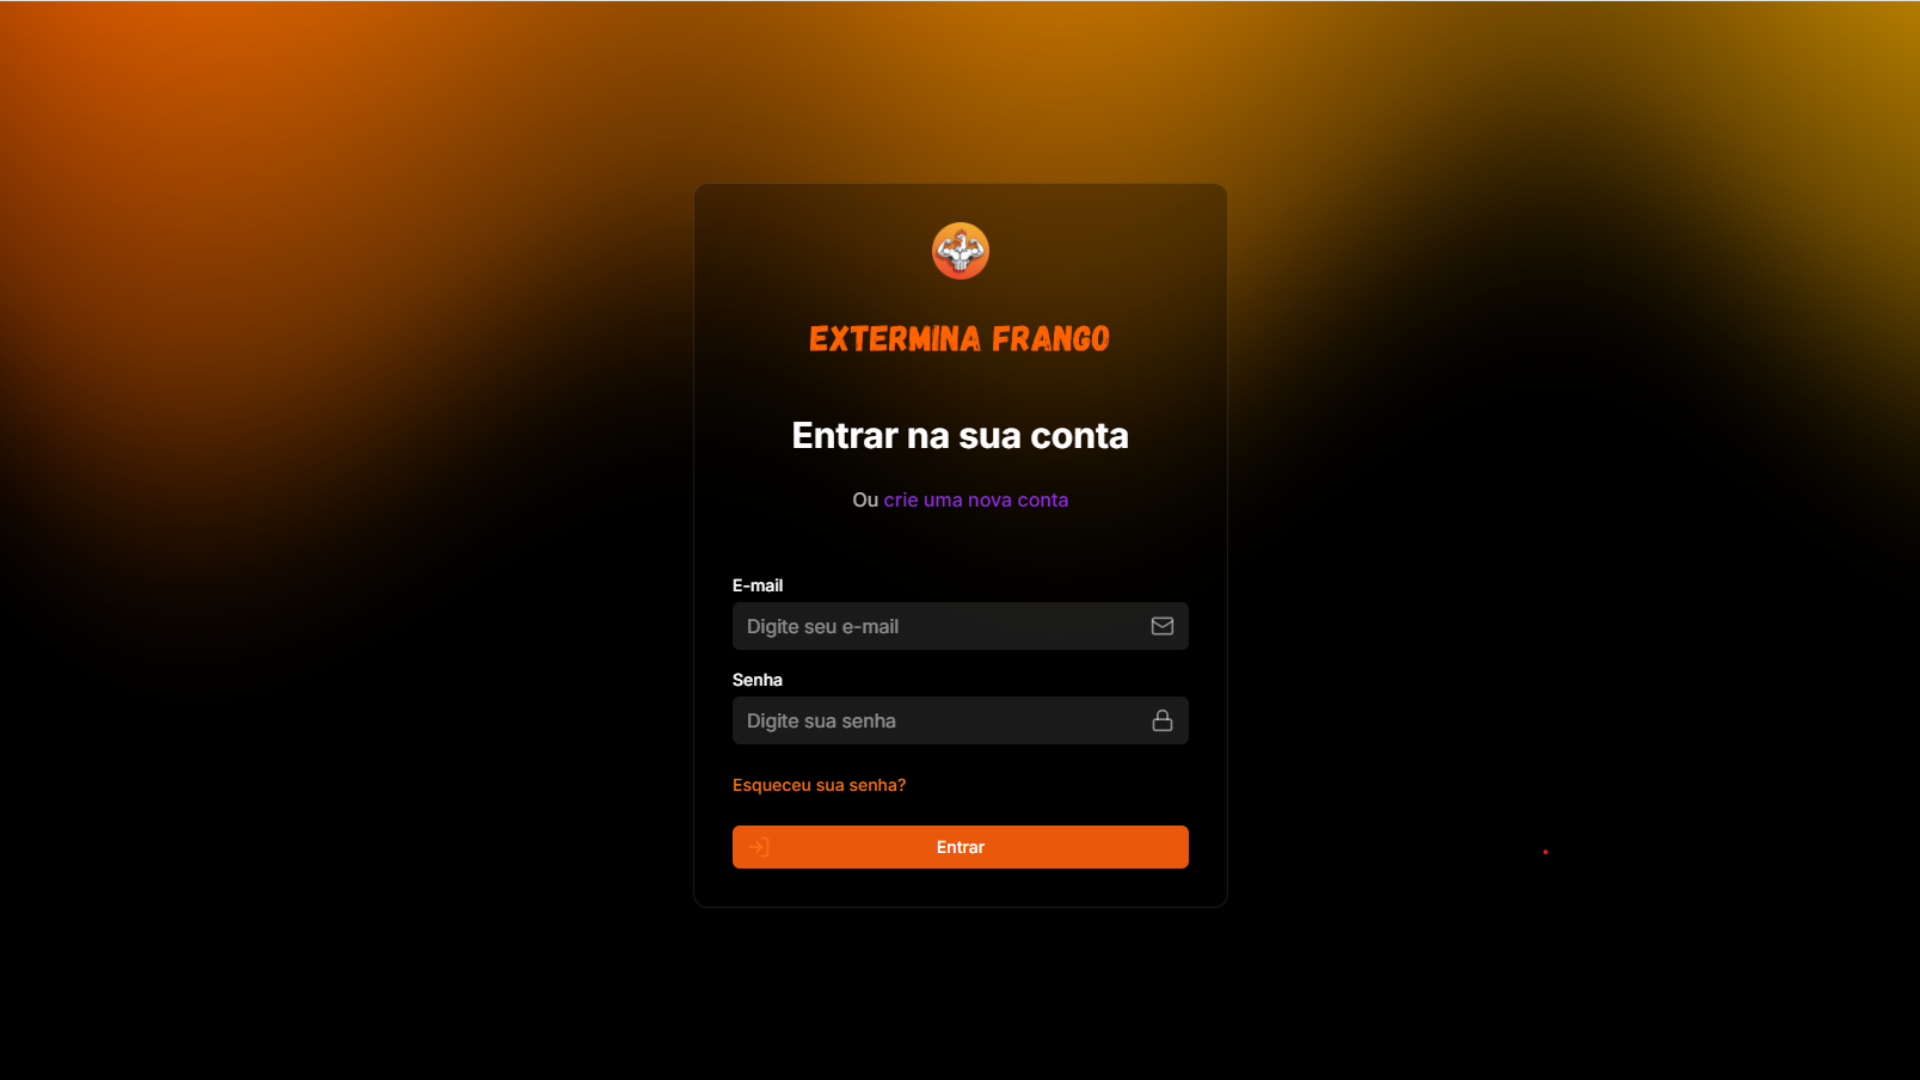 EXTERMINA FRANGO
Entrar na sua conta
Ou crie uma nova conta
E-mail
Digite seu e-mail
Senha
Digite sua senha
Esqueceu sua senha?
Entrar